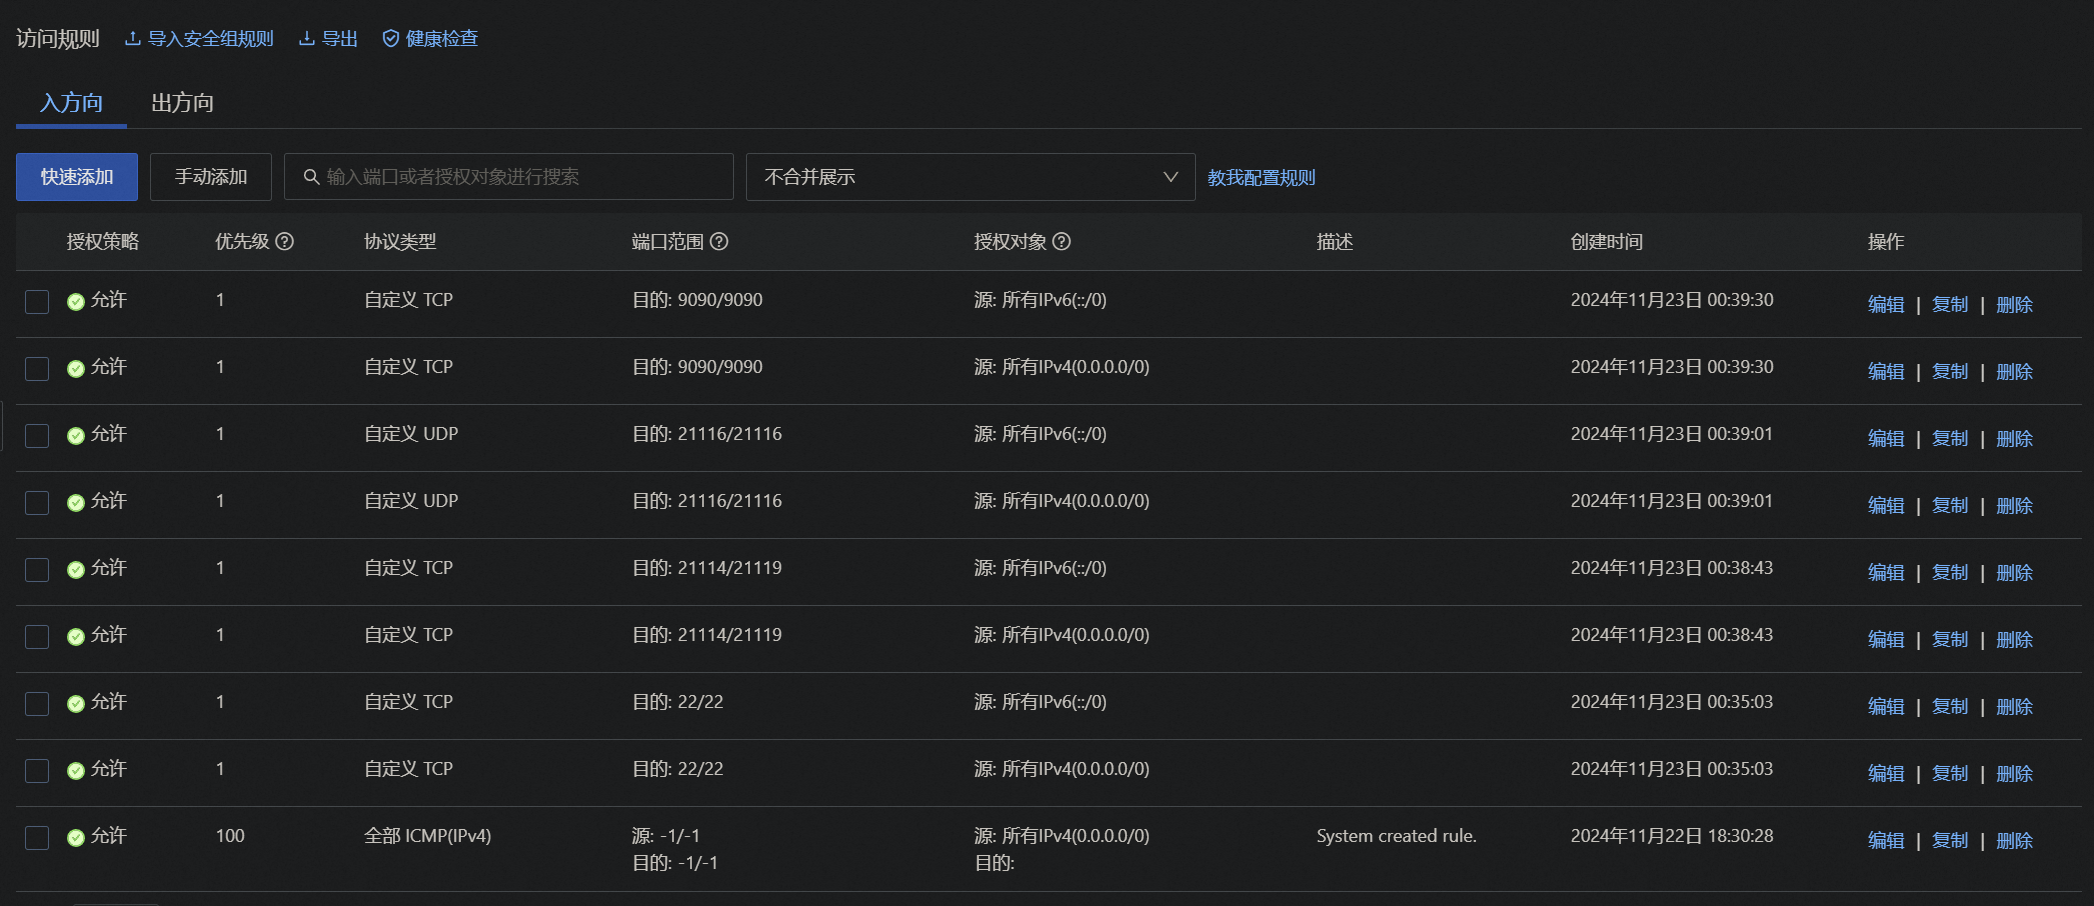 访问规则 导入安全组规则 导出 健康检查
入方向 出方向
快速添加 手动添加 输入端口或者授权对象进行搜索 不合并展示 教我配置规则
授权策略 优先级 协议类型 端口范围 授权对象 描述 创建时间 操作
允许 1 自定义 TCP 目的: 9090/9090 源: 所有IPv6(::/0) 2024年11月23日 00:39:30 编辑 | 复制 | 删除
允许 1 自定义 TCP 目的: 9090/9090 源: 所有IPv4(0.0.0.0/0) 2024年11月23日 00:39:30 编辑 | 复制 | 删除
允许 1 自定义 UDP 目的: 21116/21116 源: 所有IPv6(::/0) 2024年11月23日 00:39:01 编辑 | 复制 | 删除
允许 1 自定义 UDP 目的: 21116/21116 源: 所有IPv4(0.0.0.0/0) 2024年11月23日 00:39:01 编辑 | 复制 | 删除
允许 1 自定义 TCP 目的: 21114/21119 源: 所有IPv6(::/0) 2024年11月23日 00:38:43 编辑 | 复制 | 删除
允许 1 自定义 TCP 目的: 21114/21119 源: 所有IPv4(0.0.0.0/0) 2024年11月23日 00:38:43 编辑 | 复制 | 删除
允许 1 自定义 TCP 目的: 22/22 源: 所有IPv6(::/0) 2024年11月23日 00:35:03 编辑 | 复制 | 删除
允许 1 自定义 TCP 目的: 22/22 源: 所有IPv4(0.0.0.0/0) 2024年11月23日 00:35:03 编辑 | 复制 | 删除
允许 100 全部 ICMP(IPv4) 源: -1/-1 源: 所有IPv4(0.0.0.0/0) System created rule. 2024年11月22日 18:30:28 编辑 | 复制 | 删除
目的: -1/-1 目的: